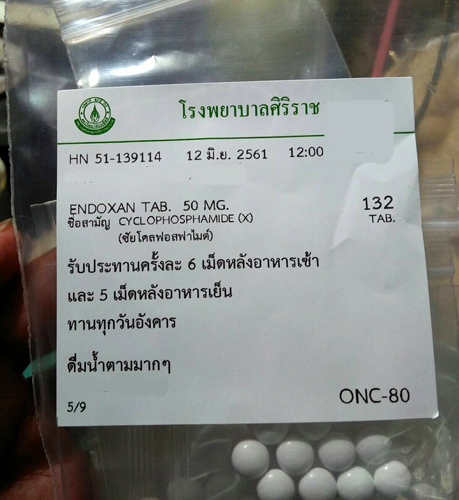 โรงพยาบาลศิริราช
HN 51-139114 12 มิ.ย. 2561 12:00
ENDOXAN TAB. 50 MG. 132
ชื่อสามัญ CYCLOPHOSPHAMIDE (X) TAB.
(ซัยโคลฟอสฟาไมด์)
รับประทานครั้งละ 6 เม็ดหลังอาหารเช้า
และ 5 เม็ดหลังอาหารเย็น
ทานทุกวันอังคาร
ดื่มน้ำตามมากๆ
5/9 ONC-80